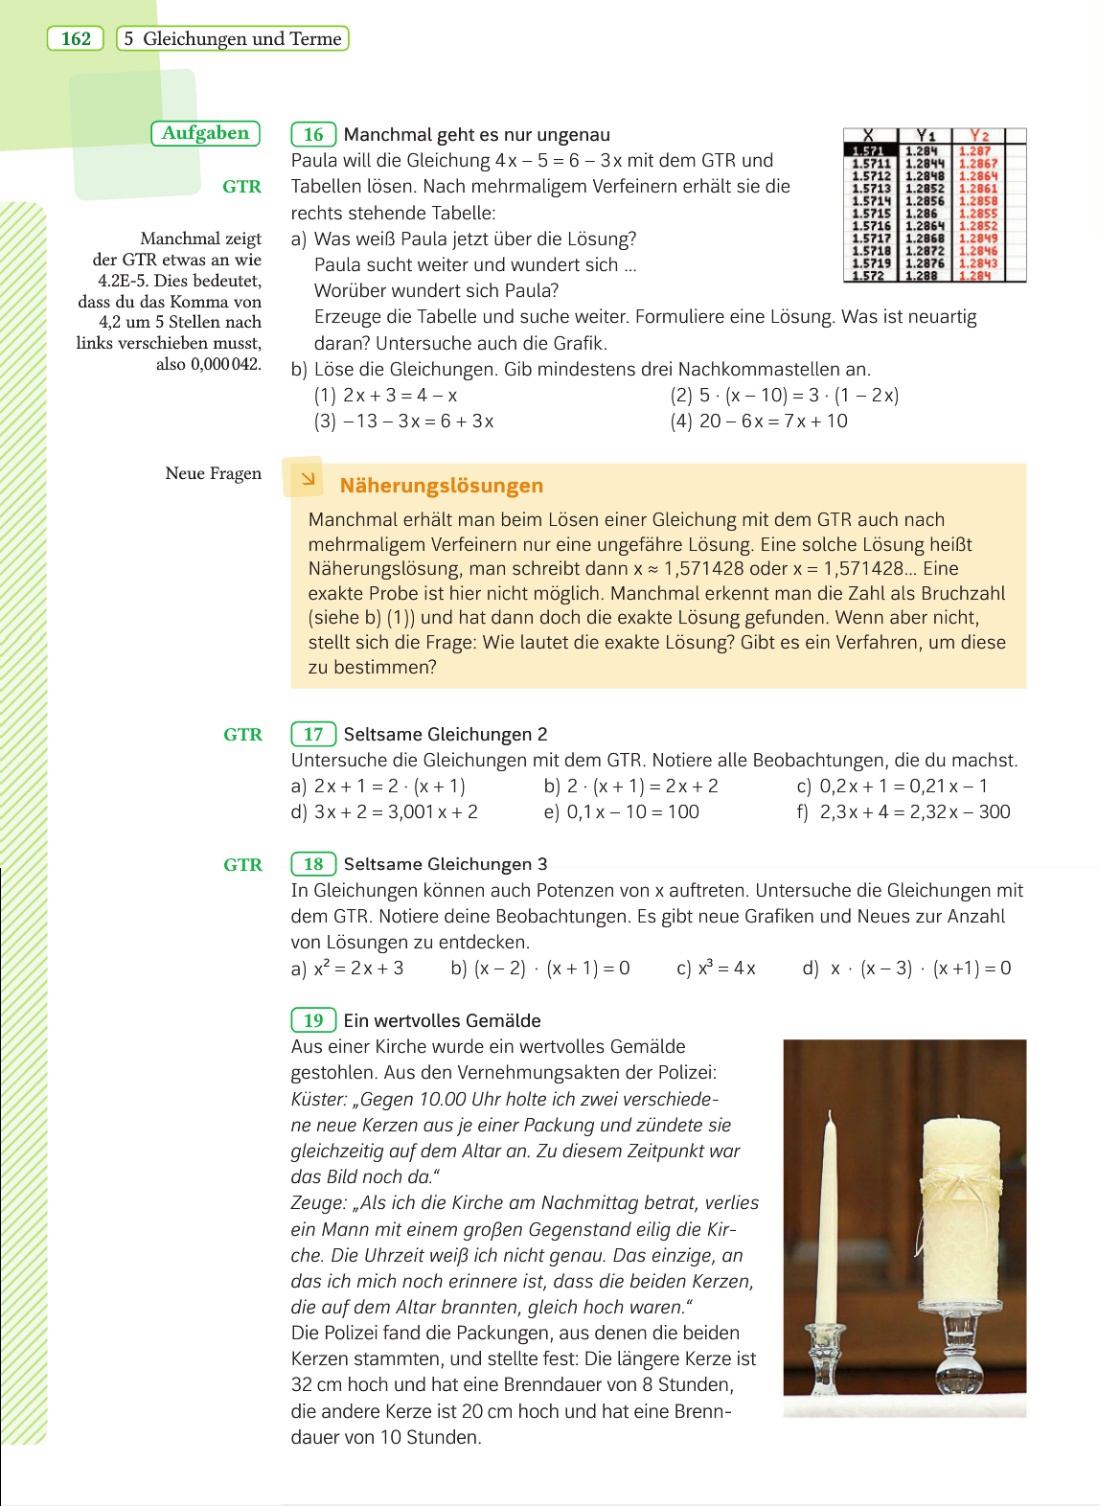 162 5 Gleichungen und Terme
Aufgaben
16 Manchmal geht es nur ungenau
GTR
Paula will die Gleichung 4x – 5 = 6 – 3x mit dem GTR und
Tabellen lösen. Nach mehrmaligem Verfeinern erhält sie die
rechts stehende Tabelle:
X Y1 Y2
1.571 1.284 1.287
1.5711 1.2844 1.2867
1.5712 1.2848 1.2864
1.5713 1.2852 1.2861
1.5714 1.2856 1.2858
1.5715 1.286 1.2855
1.5716 1.2864 1.2852
1.5717 1.2868 1.2849
1.5718 1.2872 1.2846
1.5719 1.2876 1.2843
1.572 1.288 1.284
Manchmal zeigt
der GTR etwas an wie
4.2E-5. Dies bedeutet,
dass du das Komma von
4,2 um 5 Stellen nach
links verschieben musst,
also 0,000042.
a) Was weiß Paula jetzt über die Lösung?
Paula sucht weiter und wundert sich ...
Worüber wundert sich Paula?
Erzeuge die Tabelle und suche weiter. Formuliere eine Lösung. Was ist neuartig
daran? Untersuche auch die Grafik.
b) Löse die Gleichungen. Gib mindestens drei Nachkommastellen an.
(1) 2x + 3 = 4 – x (2) 5 · (x – 10) = 3 · (1 – 2x)
(3) –13 – 3x = 6 + 3x (4) 20 – 6x = 7x + 10
Neue Fragen
Näherungslösungen
Manchmal erhält man beim Lösen einer Gleichung mit dem GTR auch nach
mehrmaligem Verfeinern nur eine ungefähre Lösung. Eine solche Lösung heißt
Näherungslösung, man schreibt dann x ≈ 1,571428 oder x = 1,571428... Eine
exakte Probe ist hier nicht möglich. Manchmal erkennt man die Zahl als Bruchzahl
(siehe b) (1)) und hat dann doch die exakte Lösung gefunden. Wenn aber nicht,
stellt sich die Frage: Wie lautet die exakte Lösung? Gibt es ein Verfahren, um diese
zu bestimmen?
GTR
17 Seltsame Gleichungen 2
Untersuche die Gleichungen mit dem GTR. Notiere alle Beobachtungen, die du machst.
a) 2x + 1 = 2 · (x + 1) b) 2 · (x + 1) = 2x + 2 c) 0,2x + 1 = 0,21x – 1
d) 3x + 2 = 3,001x + 2 e) 0,1x – 10 = 100 f) 2,3x + 4 = 2,32x – 300
GTR
18 Seltsame Gleichungen 3
In Gleichungen können auch Potenzen von x auftreten. Untersuche die Gleichungen mit
dem GTR. Notiere deine Beobachtungen. Es gibt neue Grafiken und Neues zur Anzahl
von Lösungen zu entdecken.
a) x² = 2x + 3 b) (x – 2) · (x + 1) = 0 c) x³ = 4x d) x · (x – 3) · (x +1) = 0
19 Ein wertvolles Gemälde
Aus einer Kirche wurde ein wertvolles Gemälde
gestohlen. Aus den Vernehmungsakten der Polizei:
Küster: „Gegen 10.00 Uhr holte ich zwei verschiede-
ne neue Kerzen aus je einer Packung und zündete sie
gleichzeitig auf dem Altar an. Zu diesem Zeitpunkt war
das Bild noch da.“
Zeuge: „Als ich die Kirche am Nachmittag betrat, verlies
ein Mann mit einem großen Gegenstand eilig die Kir-
che. Die Uhrzeit weiß ich nicht genau. Das einzige, an
das ich mich noch erinnere ist, dass die beiden Kerzen,
die auf dem Altar brannten, gleich hoch waren.“
Die Polizei fand die Packungen, aus denen die beiden
Kerzen stammten, und stellte fest: Die längere Kerze ist
32 cm hoch und hat eine Brenndauer von 8 Stunden,
die andere Kerze ist 20 cm hoch und hat eine Brenn-
dauer von 10 Stunden.